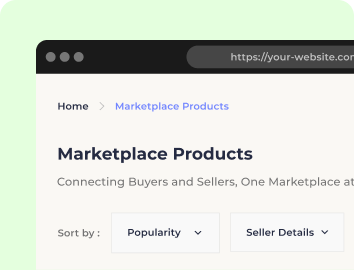 https://your-website.com
Home > Marketplace Products
Marketplace Products
Connecting Buyers and Sellers, One Marketplace at
Sort by : Popularity Seller Details